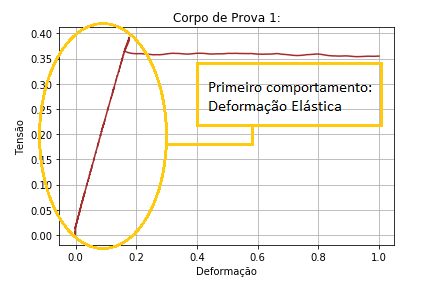 Corpo de Prova 1:
0.40
0.35
0.30
0.25
0.20
0.15
0.10
0.05
0.00
Tensão
Primeiro comportamento:
Deformação Elástica
0.0 0.2 0.4 0.6 0.8 1.0
Deformação